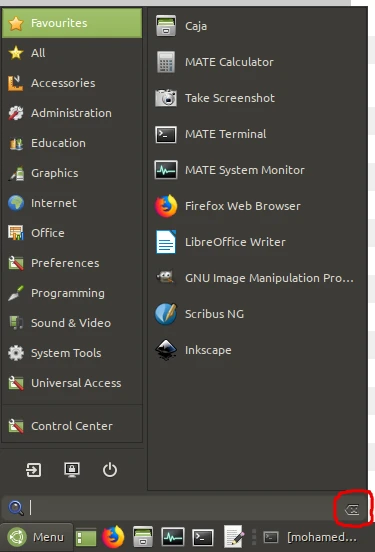 Favourites
All
Accessories
Administration
Education
Graphics
Internet
Office
Preferences
Programming
Sound & Video
System Tools
Universal Access
Control Center
Caja
MATE Calculator
Take Screenshot
MATE Terminal
MATE System Monitor
Firefox Web Browser
LibreOffice Writer
GNU Image Manipulation Pro...
Scribus NG
Inkscape
Menu
[mohamed...